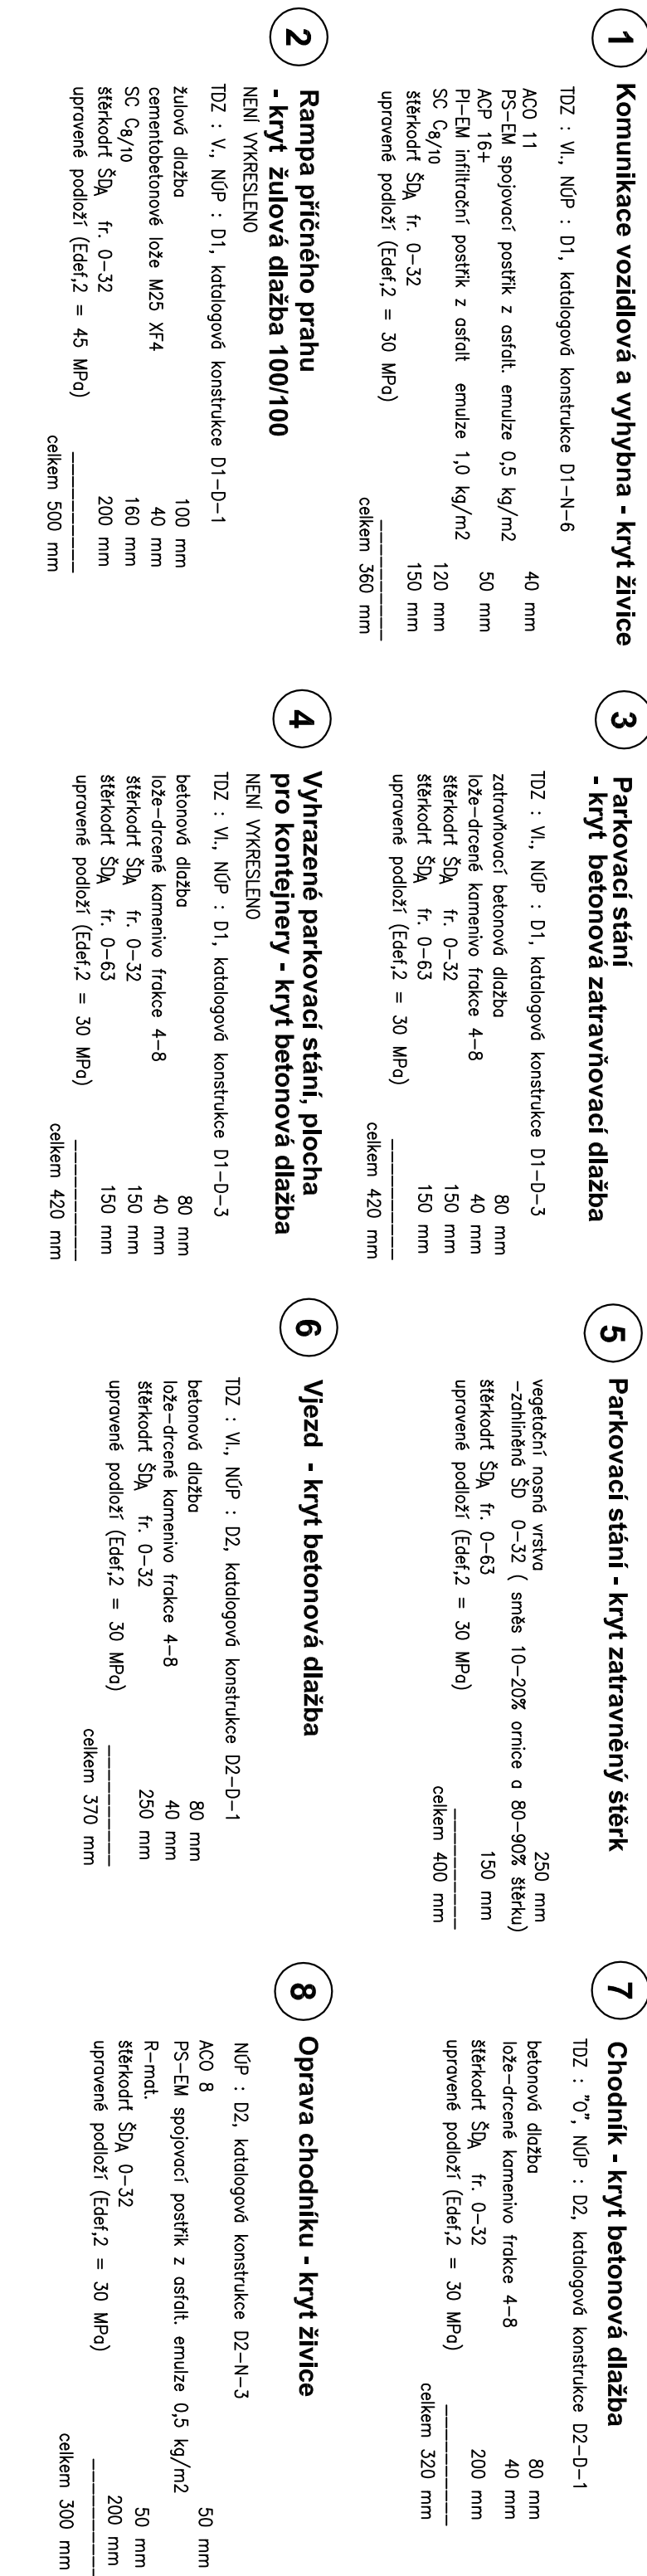 1 Komunikace vozidlová a vyhybna - kryt živice
TDZ : VI., NÚP : D1, katalogová konstrukce D1-N-6
ACO 11 40 mm
PS-EM spojovací postřik z asfalt. emulze 0,5 kg/m2
ACP 16+ 50 mm
PI-EM infiltrační postřik z asfalt emulze 1,0 kg/m2
SC C8/10 120 mm
štěrkodrť ŠDA fr. 0-32 150 mm
upravené podloží (Edef,2 = 30 MPa)
celkem 360 mm
2 Rampa příčného prahu
- kryt žulová dlažba 100/100
NENÍ VYKRESLENO
TDZ : V., NÚP : D1, katalogová konstrukce D1-D-1
žulová dlažba 100 mm
cementobetonové lože M25 XF4 40 mm
SC C8/10 160 mm
štěrkodrť ŠDA fr. 0-32 200 mm
upravené podloží (Edef,2 = 45 MPa)
celkem 500 mm
3 Parkovací stání
- kryt betonová zatravňovací dlažba
TDZ : VI., NÚP : D1, katalogová konstrukce D1-D-3
zatravňovací betonová dlažba 80 mm
lože-drcené kamenivo frakce 4-8 40 mm
štěrkodrť ŠDA fr. 0-32 150 mm
štěrkodrť ŠDA fr. 0-63 150 mm
upravené podloží (Edef,2 = 30 MPa)
celkem 420 mm
4 Vyhrazené parkovací stání, plocha
pro kontejnery - kryt betonová dlažba
NENÍ VYKRESLENO
TDZ : VI., NÚP : D1, katalogová konstrukce D1-D-3
betonová dlažba 80 mm
lože-drcené kamenivo frakce 4-8 40 mm
štěrkodrť ŠDA fr. 0-32 150 mm
štěrkodrť ŠDA fr. 0-63 150 mm
upravené podloží (Edef,2 = 30 MPa)
celkem 420 mm
5 Parkovací stání - kryt zatravněný štěrk
vegetační nosná vrstva 250 mm
-zahliněná ŠD 0-32 ( směs 10-20% ornice a 80-90% štěrku)
štěrkodrť ŠDA fr. 0-63 150 mm
upravené podloží (Edef,2 = 30 MPa)
celkem 400 mm
6 Vjezd - kryt betonová dlažba
TDZ : VI., NÚP : D2, katalogová konstrukce D2-D-1
betonová dlažba 80 mm
lože-drcené kamenivo frakce 4-8 40 mm
štěrkodrť ŠDA fr. 0-32 250 mm
upravené podloží (Edef,2 = 30 MPa)
celkem 370 mm
7 Chodník - kryt betonová dlažba
TDZ : "O", NÚP : D2, katalogová konstrukce D2-D-1
betonová dlažba 80 mm
lože-drcené kamenivo frakce 4-8 40 mm
štěrkodrť ŠDA fr. 0-32 200 mm
upravené podloží (Edef,2 = 30 MPa)
celkem 320 mm
8 Oprava chodníku - kryt živice
NÚP : D2, katalogová konstrukce D2-N-3
ACO 8 50 mm
PS-EM spojovací postřik z asfalt. emulze 0,5 kg/m2
R-mat. 50 mm
štěrkodrť ŠDA 0-32 200 mm
upravené podloží (Edef,2 = 30 MPa)
celkem 300 mm